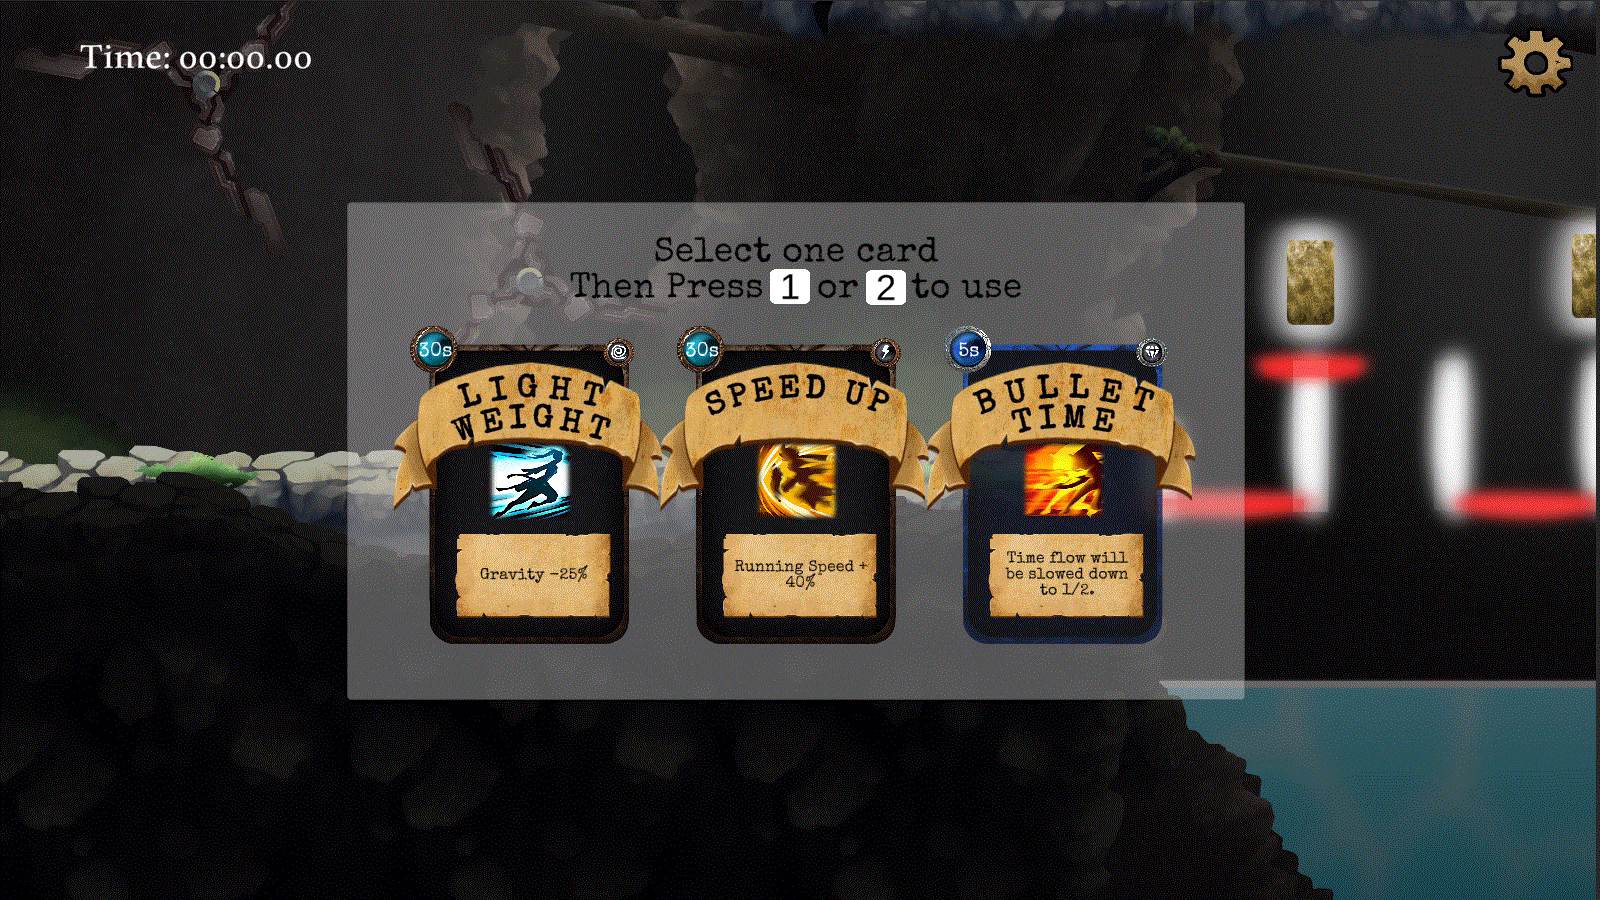 Time: 00:00.00
Select one card
Then Press 1 or 2 to use
30s
LIGHT
WEIGHT
Gravity -25%
30s
SPEED UP
Running Speed +
40%
5s
BULLET
TIME
Time flow will
be slowed down
to 1/2.